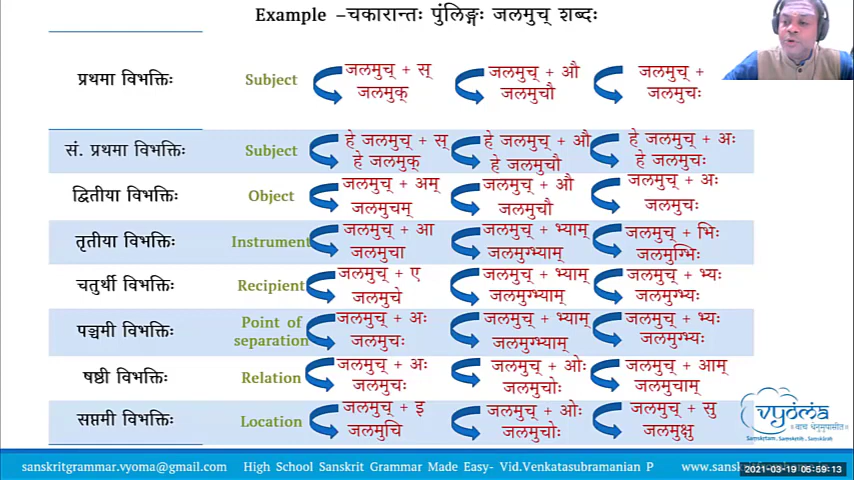 Example –चकारान्तः पुंलिङ्गः जलमुच् शब्दः
प्रथमा विभक्तिः Subject जलमुच् + स् जलमुच् + औ जलमुच् +
जलमुक् जलमुचौ जलमुचः
सं. प्रथमा विभक्तिः Subject हे जलमुच् + स् हे जलमुच् + औ हे जलमुच् + अः
हे जलमुक् हे जलमुचौ हे जलमुचः
द्वितीया विभक्तिः Object जलमुच् + अम् जलमुच् + औ जलमुच् + अः
जलमुचम् जलमुचौ जलमुचः
तृतीया विभक्तिः Instrument जलमुच् + आ जलमुच् + भ्याम् जलमुच् + भिः
जलमुचा जलमुग्भ्याम् जलमुग्भिः
चतुर्थी विभक्तिः Recipient जलमुच् + ए जलमुच् + भ्याम् जलमुच् + भ्यः
जलमुचे जलमुग्भ्याम् जलमुग्भ्यः
पञ्चमी विभक्तिः Point of separation जलमुच् + अः जलमुच् + भ्याम् जलमुच् + भ्यः
जलमुचः जलमुग्भ्याम् जलमुग्भ्यः
षष्ठी विभक्तिः Relation जलमुच् + अः जलमुच् + ओः जलमुच् + आम्
जलमुचः जलमुचोः जलमुचाम्
सप्तमी विभक्तिः Location जलमुच् + इ जलमुच् + ओः जलमुच् + सु
जलमुचि जलमुचोः जलमुक्षु
vyoma
। वाचं धेनुमुपासीत ।
Samskrtam, Samskriti, Samskaarah
sanskritgrammar.vyoma@gmail.com High School Sanskrit Grammar Made Easy- Vid.Venkatasubramanian P www.sansk
2021-03-19 05:59:13